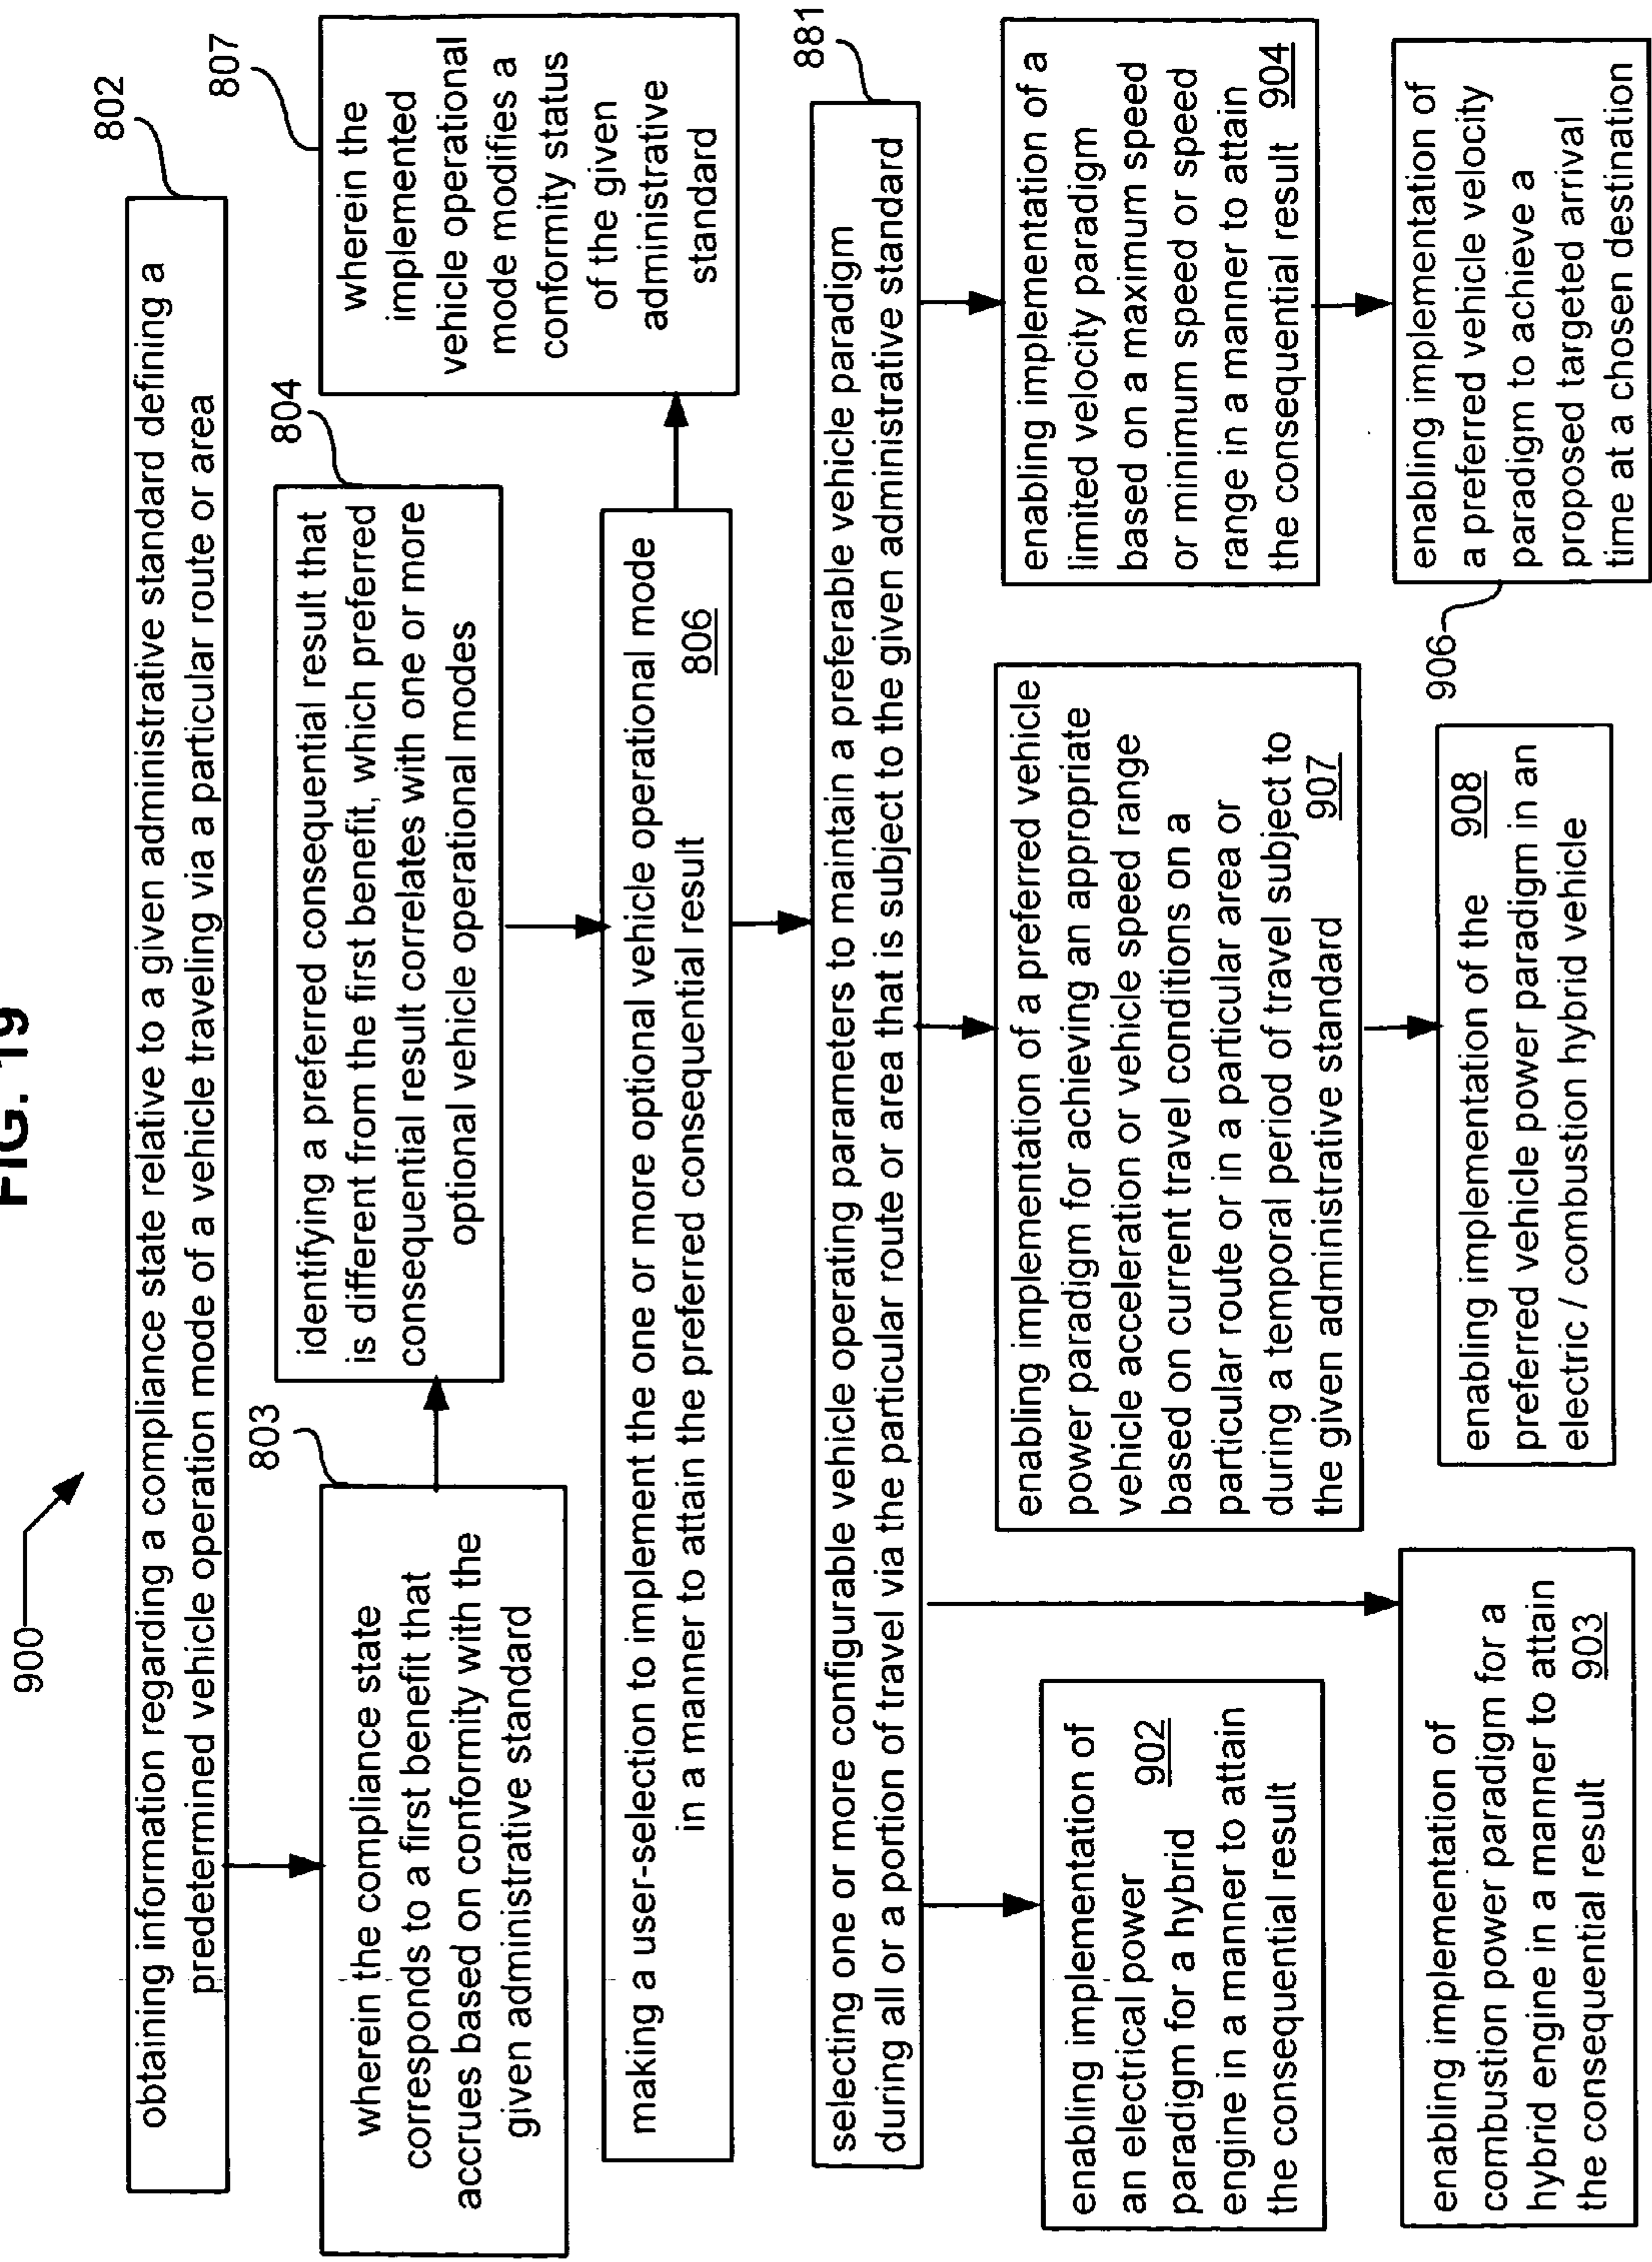 FIG. 19
900
802
obtaining information regarding a compliance state relative to a given administrative standard defining a
predetermined vehicle operation mode of a vehicle traveling via a particular route or area
803
wherein the compliance state
corresponds to a first benefit that
accrues based on conformity with the
given administrative standard
804
identifying a preferred consequential result that
is different from the first benefit, which preferred
consequential result correlates with one or more
optional vehicle operational modes
807
wherein the
implemented
vehicle operational
mode modifies a
conformity status
of the given
administrative
standard
making a user-selection to implement the one or more optional vehicle operational mode
in a manner to attain the preferred consequential result 806
881
selecting one or more configurable vehicle operating parameters to maintain a preferable vehicle paradigm
during all or a portion of travel via the particular route or area that is subject to the given administrative standard
enabling implementation of
an electrical power 902
paradigm for a hybrid
engine in a manner to attain
the consequential result
enabling implementation of
combustion power paradigm for a
hybrid engine in a manner to attain
the consequential result 903
enabling implementation of a preferred vehicle
power paradigm for achieving an appropriate
vehicle acceleration or vehicle speed range
based on current travel conditions on a
particular route or in a particular area or
during a temporal period of travel subject to
the given administrative standard 907
enabling implementation of the 908
preferred vehicle power paradigm in an
electric / combustion hybrid vehicle
enabling implementation of a
limited velocity paradigm
based on a maximum speed
or minimum speed or speed
range in a manner to attain
the consequential result 904
906
enabling implementation of
a preferred vehicle velocity
paradigm to achieve a
proposed targeted arrival
time at a chosen destination